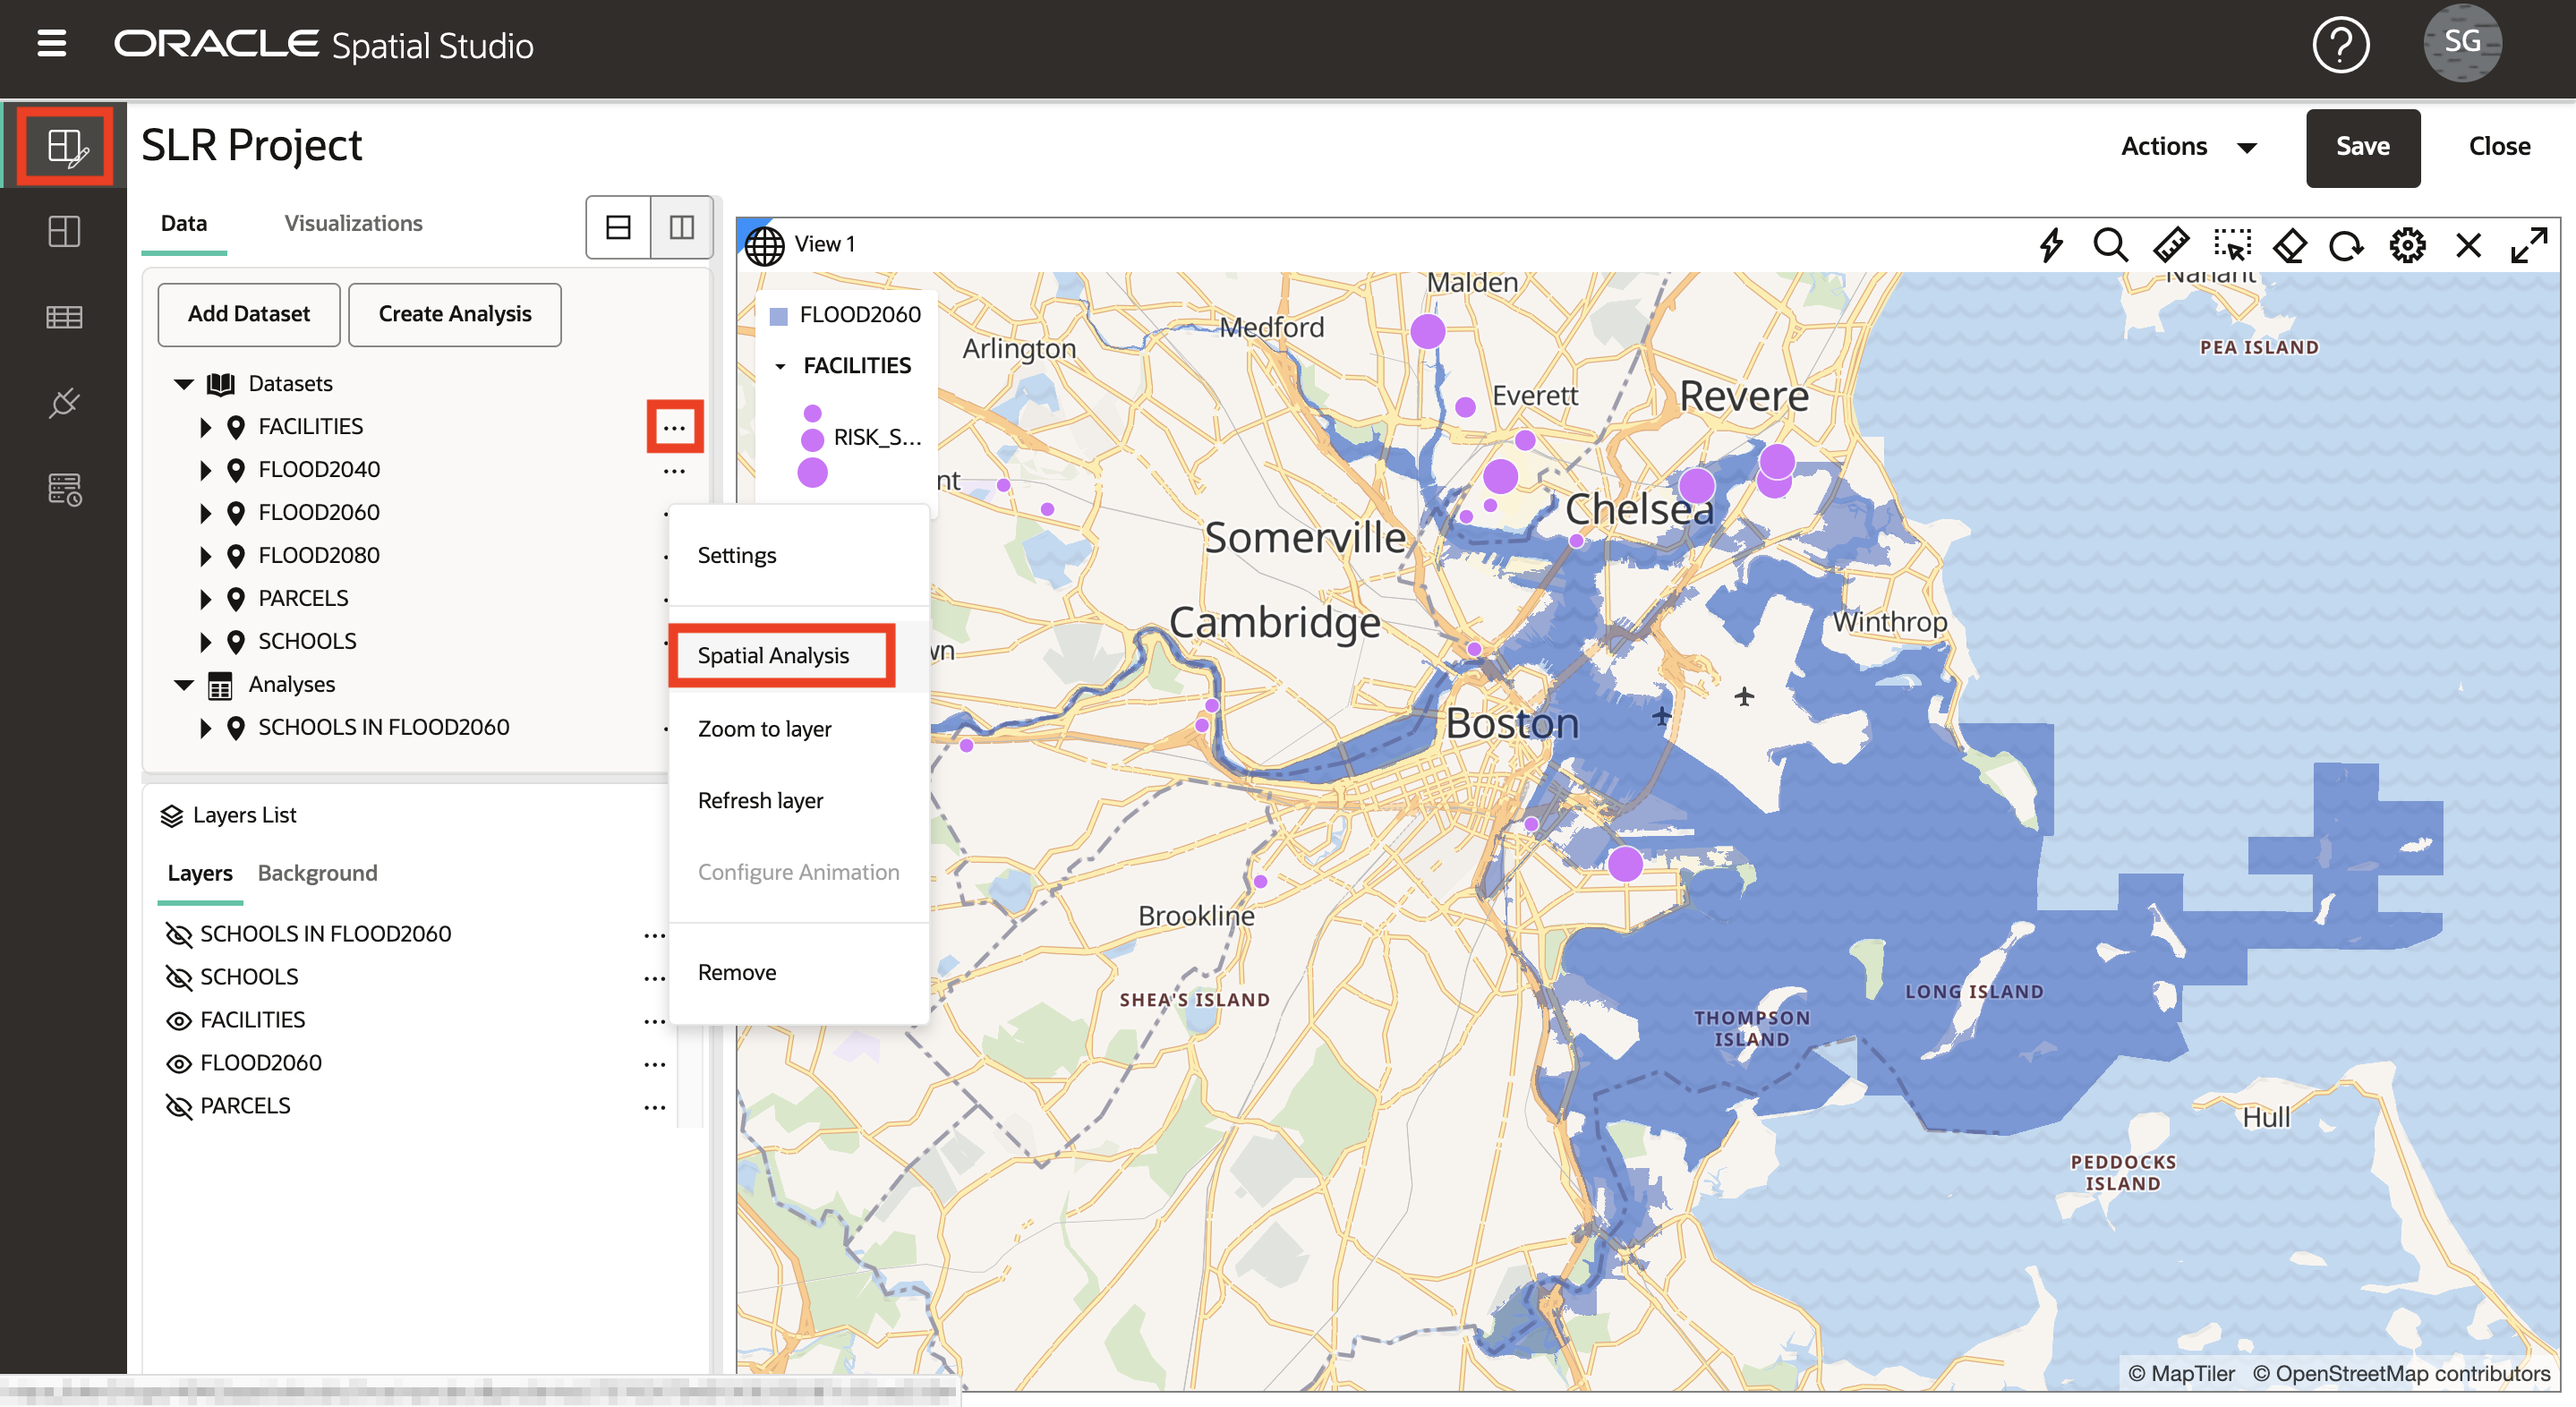 ORACLE Spatial Studio
SG
SLR Project
Actions
Save
Close
Data
Visualizations
View 1
Add Dataset
Create Analysis
Datasets
FACILITIES
FLOOD2040
FLOOD2060
FLOOD2080
PARCELS
SCHOOLS
Analyses
SCHOOLS IN FLOOD2060
Layers List
Layers
Background
SCHOOLS IN FLOOD2060
SCHOOLS
FACILITIES
FLOOD2060
PARCELS
Settings
Spatial Analysis
Zoom to layer
Refresh layer
Configure Animation
Remove
FLOOD2060
FACILITIES
RISK_S...
Malden
Medford
Arlington
Everett
Revere
Nahant
PEA ISLAND
nt
Chelsea
Somerville
Cambridge
Winthrop
wn
Boston
Brookline
SHEA'S ISLAND
LONG ISLAND
THOMPSON
ISLAND
Hull
PEDDOCKS
ISLAND
© MapTiler © OpenStreetMap contributors